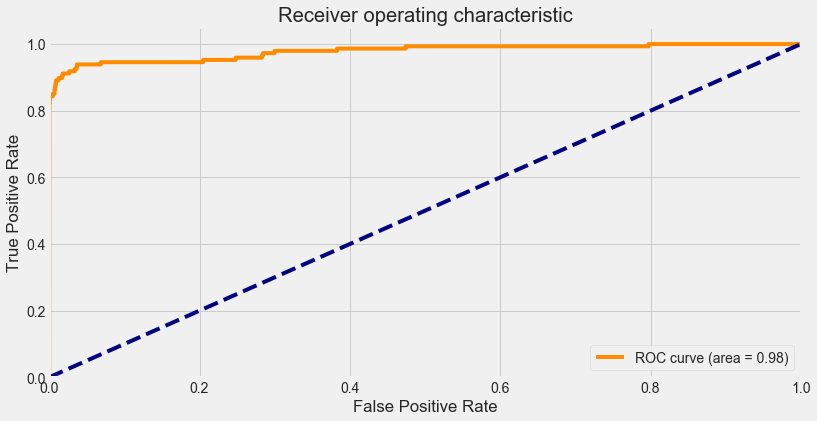 Receiver operating characteristic
True Positive Rate
1.0
0.8
0.6
0.4
0.2
0.0
0.0 0.2 0.4 0.6 0.8 1.0
False Positive Rate
ROC curve (area = 0.98)